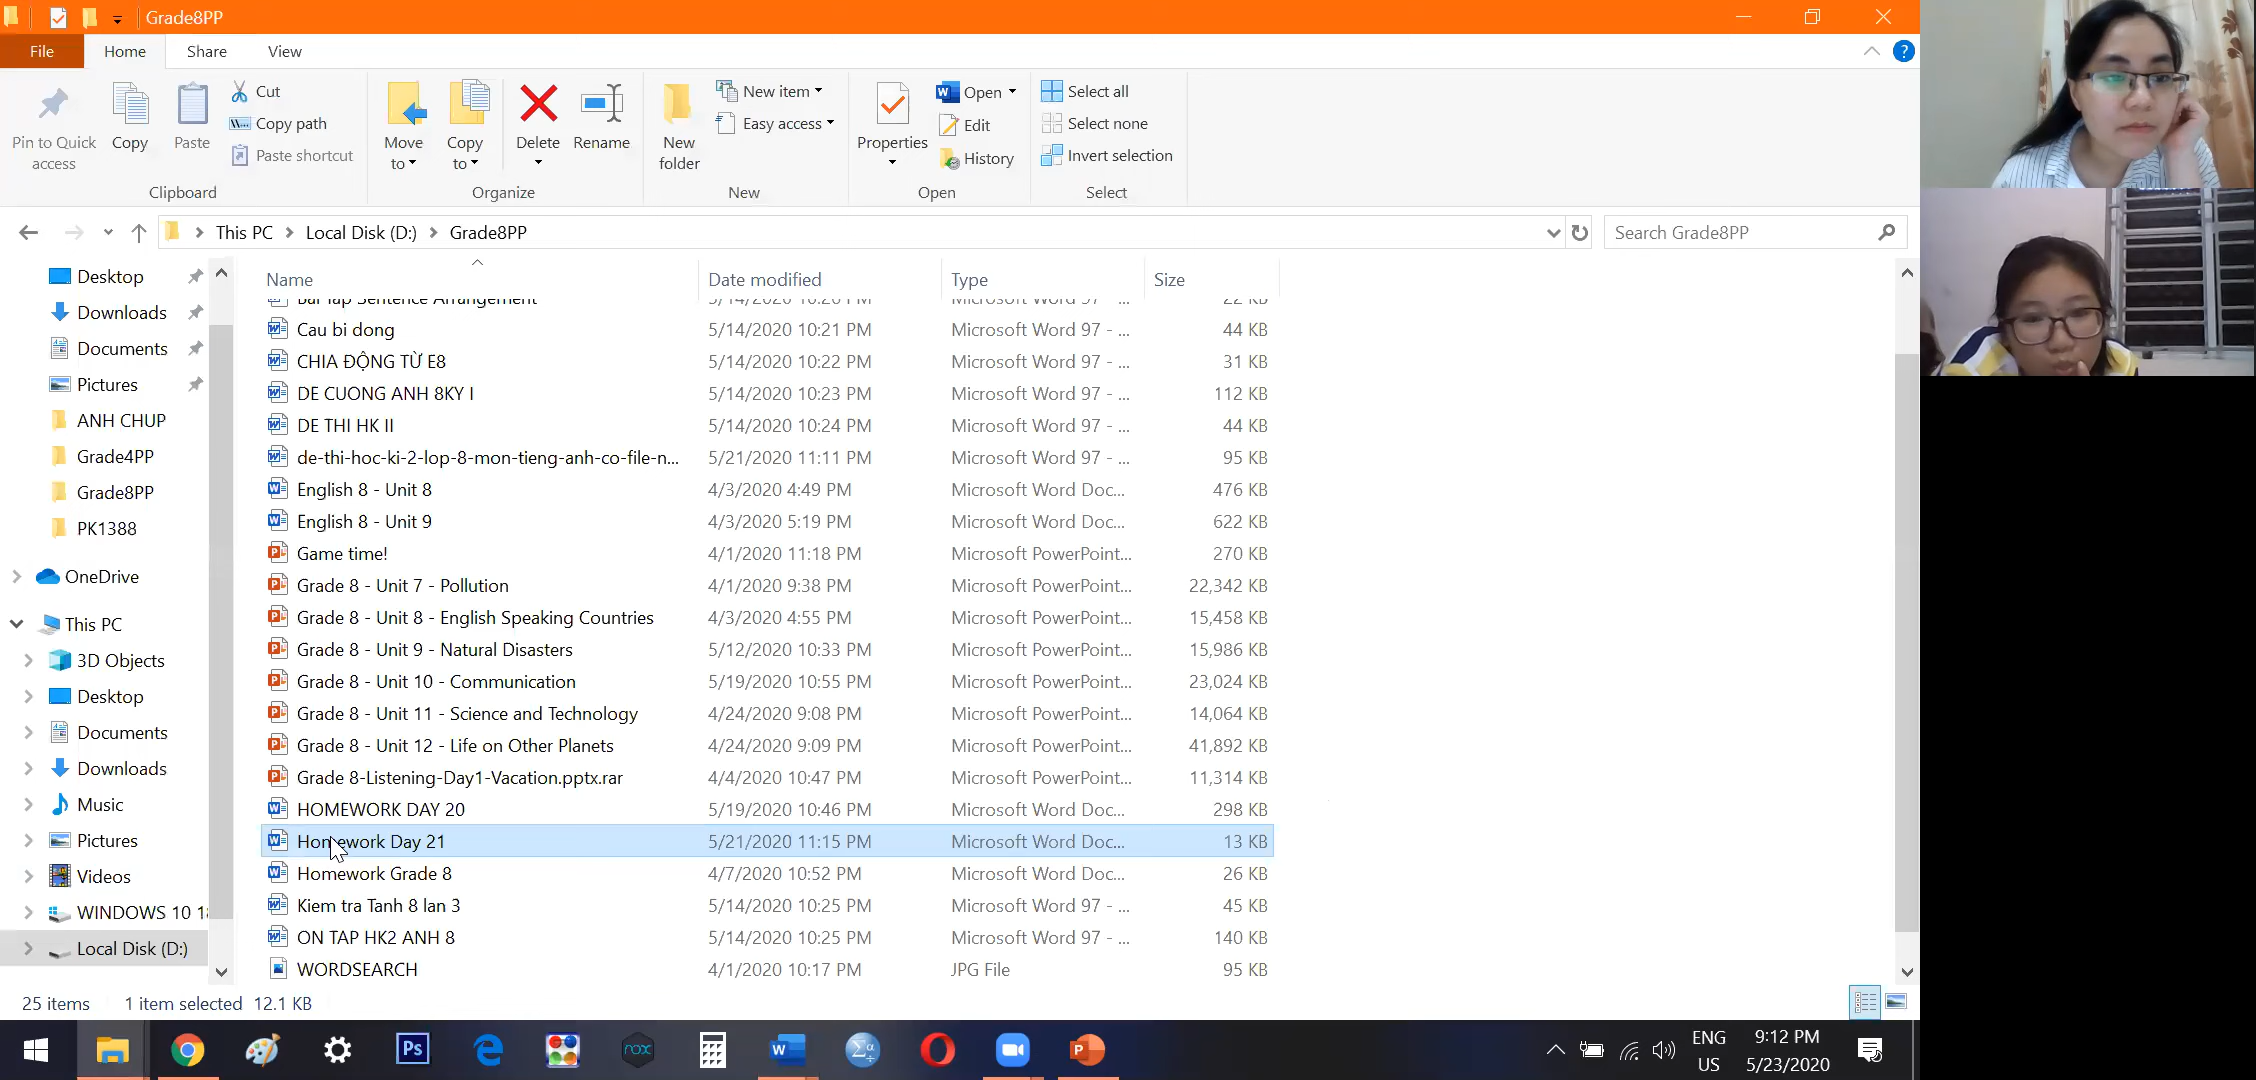 Grade8PP
File Home Share View
Pin to Quick access
Copy
Paste
Cut
Copy path
Paste shortcut
Clipboard
Move to
Copy to
Delete
Rename
Organize
New folder
New item
Easy access
New
Properties
Open
Edit
History
Open
Select all
Select none
Invert selection
Select
This PC Local Disk (D:) Grade8PP
Search Grade8PP
Desktop
Downloads
Documents
Pictures
ANH CHUP
Grade4PP
Grade8PP
PK1388
OneDrive
This PC
3D Objects
Desktop
Documents
Downloads
Music
Pictures
Videos
WINDOWS 10
Local Disk (D:)
Name Date modified Type Size
Bai Tap Sentence Arrangement 5/14/2020 10:20 PM Microsoft Word 97 - ... 22 KB
Cau bi dong 5/14/2020 10:21 PM Microsoft Word 97 - ... 44 KB
CHIA ĐỘNG TỪ E8 5/14/2020 10:22 PM Microsoft Word 97 - ... 31 KB
DE CUONG ANH 8KY I 5/14/2020 10:23 PM Microsoft Word 97 - ... 112 KB
DE THI HK II 5/14/2020 10:24 PM Microsoft Word 97 - ... 44 KB
de-thi-hoc-ki-2-lop-8-mon-tieng-anh-co-file-n... 5/21/2020 11:11 PM Microsoft Word 97 - ... 95 KB
English 8 - Unit 8 4/3/2020 4:49 PM Microsoft Word Doc... 476 KB
English 8 - Unit 9 4/3/2020 5:19 PM Microsoft Word Doc... 622 KB
Game time! 4/1/2020 11:18 PM Microsoft PowerPoint... 270 KB
Grade 8 - Unit 7 - Pollution 4/1/2020 9:38 PM Microsoft PowerPoint... 22,342 KB
Grade 8 - Unit 8 - English Speaking Countries 4/3/2020 4:55 PM Microsoft PowerPoint... 15,458 KB
Grade 8 - Unit 9 - Natural Disasters 5/12/2020 10:33 PM Microsoft PowerPoint... 15,986 KB
Grade 8 - Unit 10 - Communication 5/19/2020 10:55 PM Microsoft PowerPoint... 23,024 KB
Grade 8 - Unit 11 - Science and Technology 4/24/2020 9:08 PM Microsoft PowerPoint... 14,064 KB
Grade 8 - Unit 12 - Life on Other Planets 4/24/2020 9:09 PM Microsoft PowerPoint... 41,892 KB
Grade 8-Listening-Day1-Vacation.pptx.rar 4/4/2020 10:47 PM Microsoft PowerPoint... 11,314 KB
HOMEWORK DAY 20 5/19/2020 10:46 PM Microsoft Word Doc... 298 KB
Homework Day 21 5/21/2020 11:15 PM Microsoft Word Doc... 13 KB
Homework Grade 8 4/7/2020 10:52 PM Microsoft Word Doc... 26 KB
Kiem tra Tanh 8 lan 3 5/14/2020 10:25 PM Microsoft Word 97 - ... 45 KB
ON TAP HK2 ANH 8 5/14/2020 10:25 PM Microsoft Word 97 - ... 140 KB
WORDSEARCH 4/1/2020 10:17 PM JPG File 95 KB
25 items 1 item selected 12.1 KB
Ps
nox
ENG
US
9:12 PM
5/23/2020